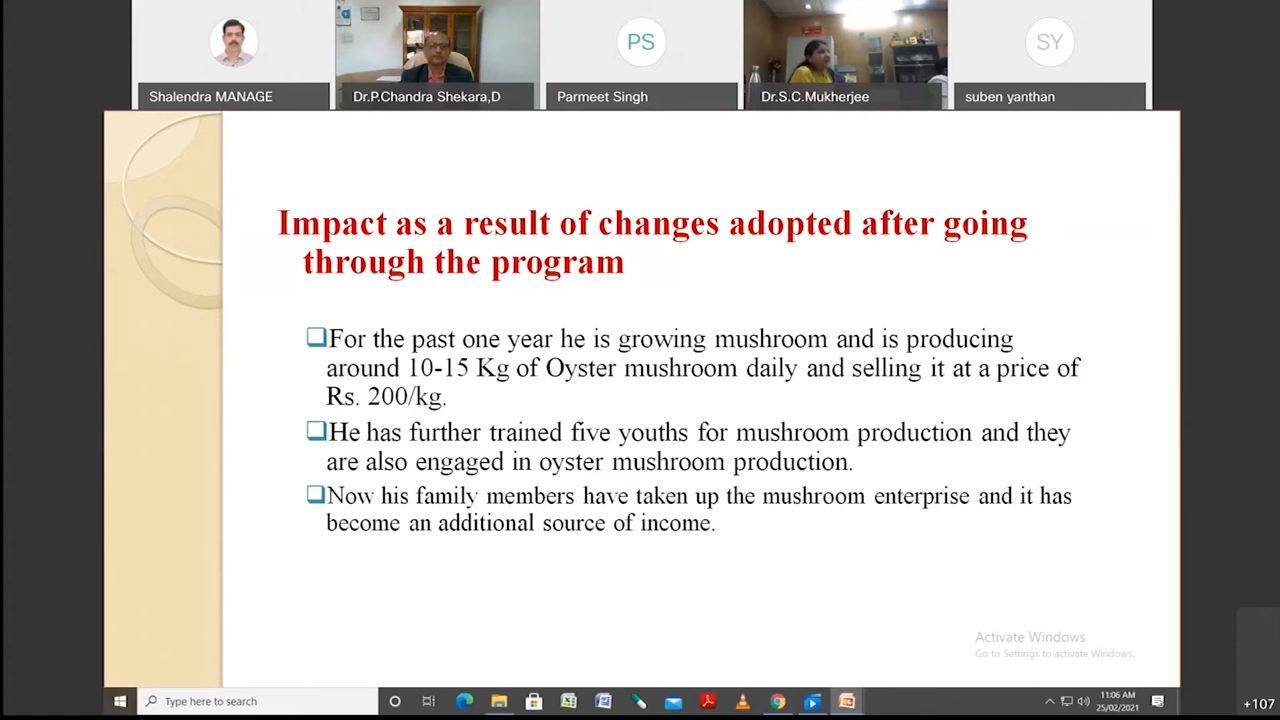 PS
SY
Shalendra MANAGE
Dr.P.Chandra Shekara,D
Parmeet Singh
Dr.S.C.Mukherjee
suben yanthan
Impact as a result of changes adopted after going
through the program
For the past one year he is growing mushroom and is producing
around 10-15 Kg of Oyster mushroom daily and selling it at a price of
Rs. 200/kg.
He has further trained five youths for mushroom production and they
are also engaged in oyster mushroom production.
Now his family members have taken up the mushroom enterprise and it has
become an additional source of income.
Activate Windows
Go to Settings to activate Windows.
Type here to search
11:06 AM
25/02/2021
+107